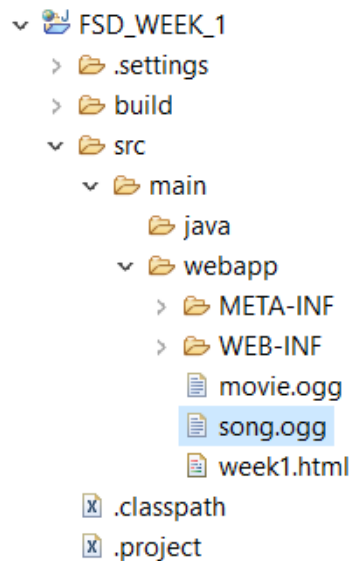 FSD_WEEK_1
.settings
build
src
main
java
webapp
META-INF
WEB-INF
movie.ogg
song.ogg
week1.html
.classpath
.project